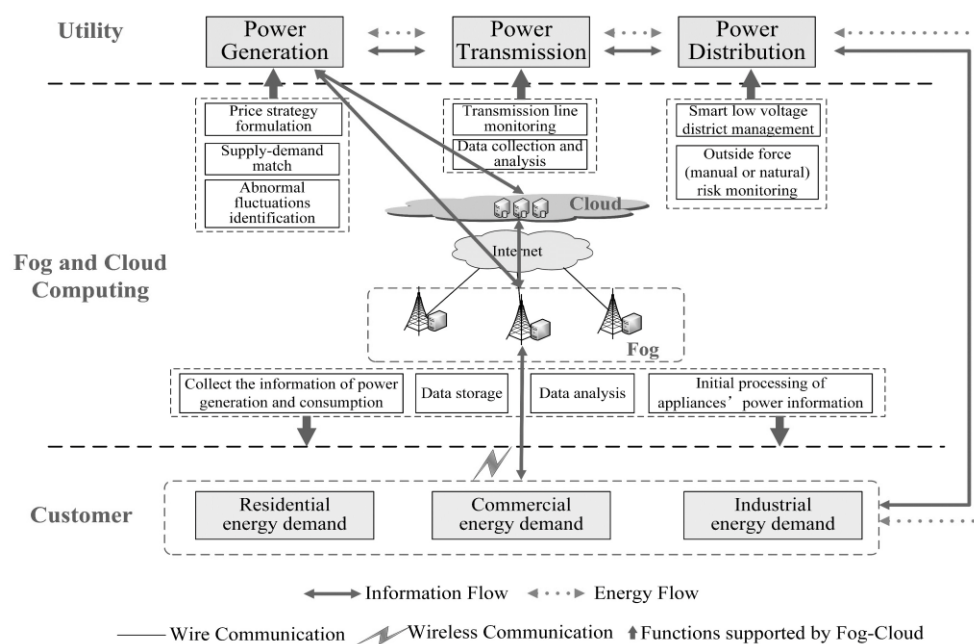 Utility
Power
Generation
Power
Transmission
Power
Distribution
Price strategy
formulation
Supply-demand
match
Abnormal
fluctuations
identification
Transmission line
monitoring
Data collection and
analysis
Smart low voltage
district management
Outside force
(manual or natural)
risk monitoring
Cloud
Internet
Fog and Cloud
Computing
Fog
Collect the information of power
generation and consumption
Data storage
Data analysis
Initial processing of
appliances’ power information
Customer
Residential
energy demand
Commercial
energy demand
Industrial
energy demand
Information Flow
Energy Flow
Wire Communication
Wireless Communication
Functions supported by Fog-Cloud